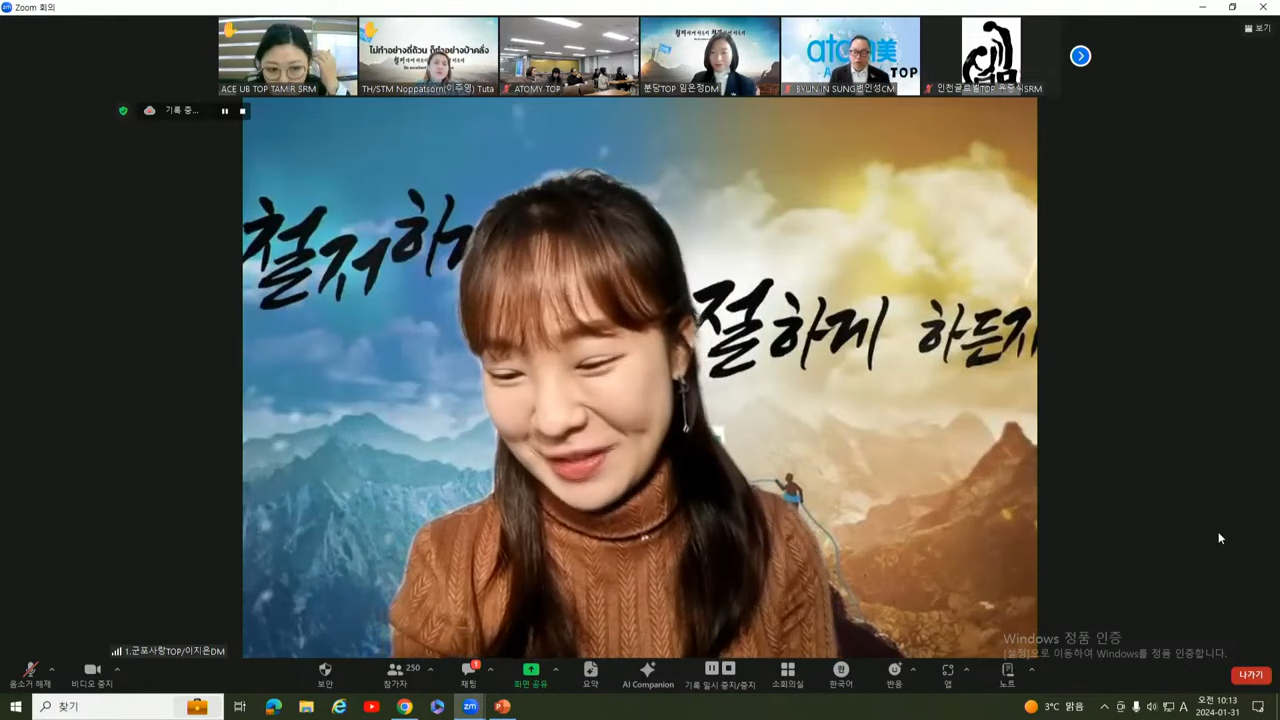 Zoom 회의
보기
ไม่ทำอย่างถี่ถ้วน ก็ทำอย่างบ้าคลั่ง
atom美
A
TOP
ACE UB TOP TAMIR SRM
TH/STM Noppatsorn(이주영) Tuta
ATOMY TOP
분당TOP 임은정DM
BYUN IN SUNG변인성CM
기록 중...
철저하
절하게 하든지
1.군포사랑TOP/이지은DM
Windows 정품 인증
[설정]으로 이동하여 Windows를 정품 인증합니다.
음소거 해제
비디오 중지
보안
250
참가자
채팅
화면 공유
요약
AI Companion
기록 일시 중지/중지
소회의실
한국어
반응
앱
노트
나가기
찾기
3°C 맑음
A
오전 10:13
2024-01-31